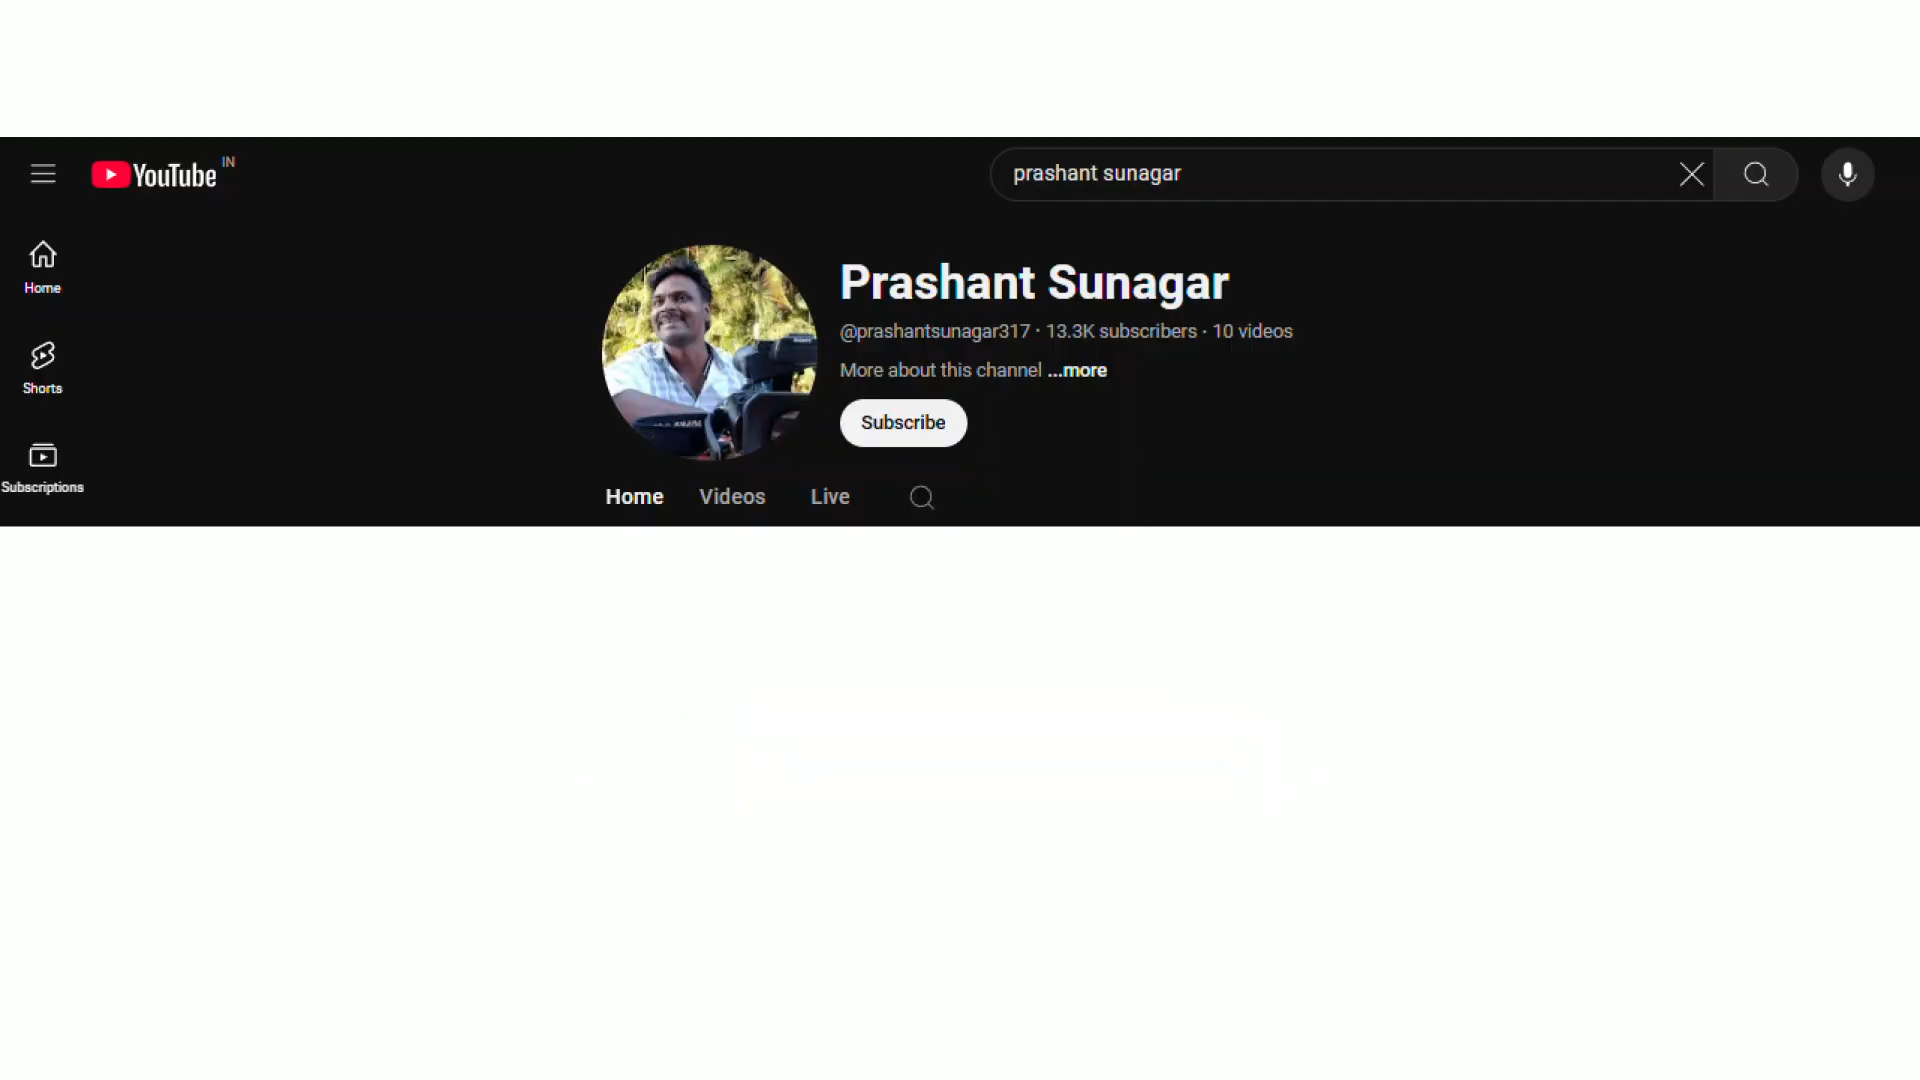 YouTube IN
prashant sunagar
Home
Shorts
Subscriptions
Prashant Sunagar
@prashantsunagar317 · 13.3K subscribers · 10 videos
More about this channel ...more
Subscribe
Home Videos Live